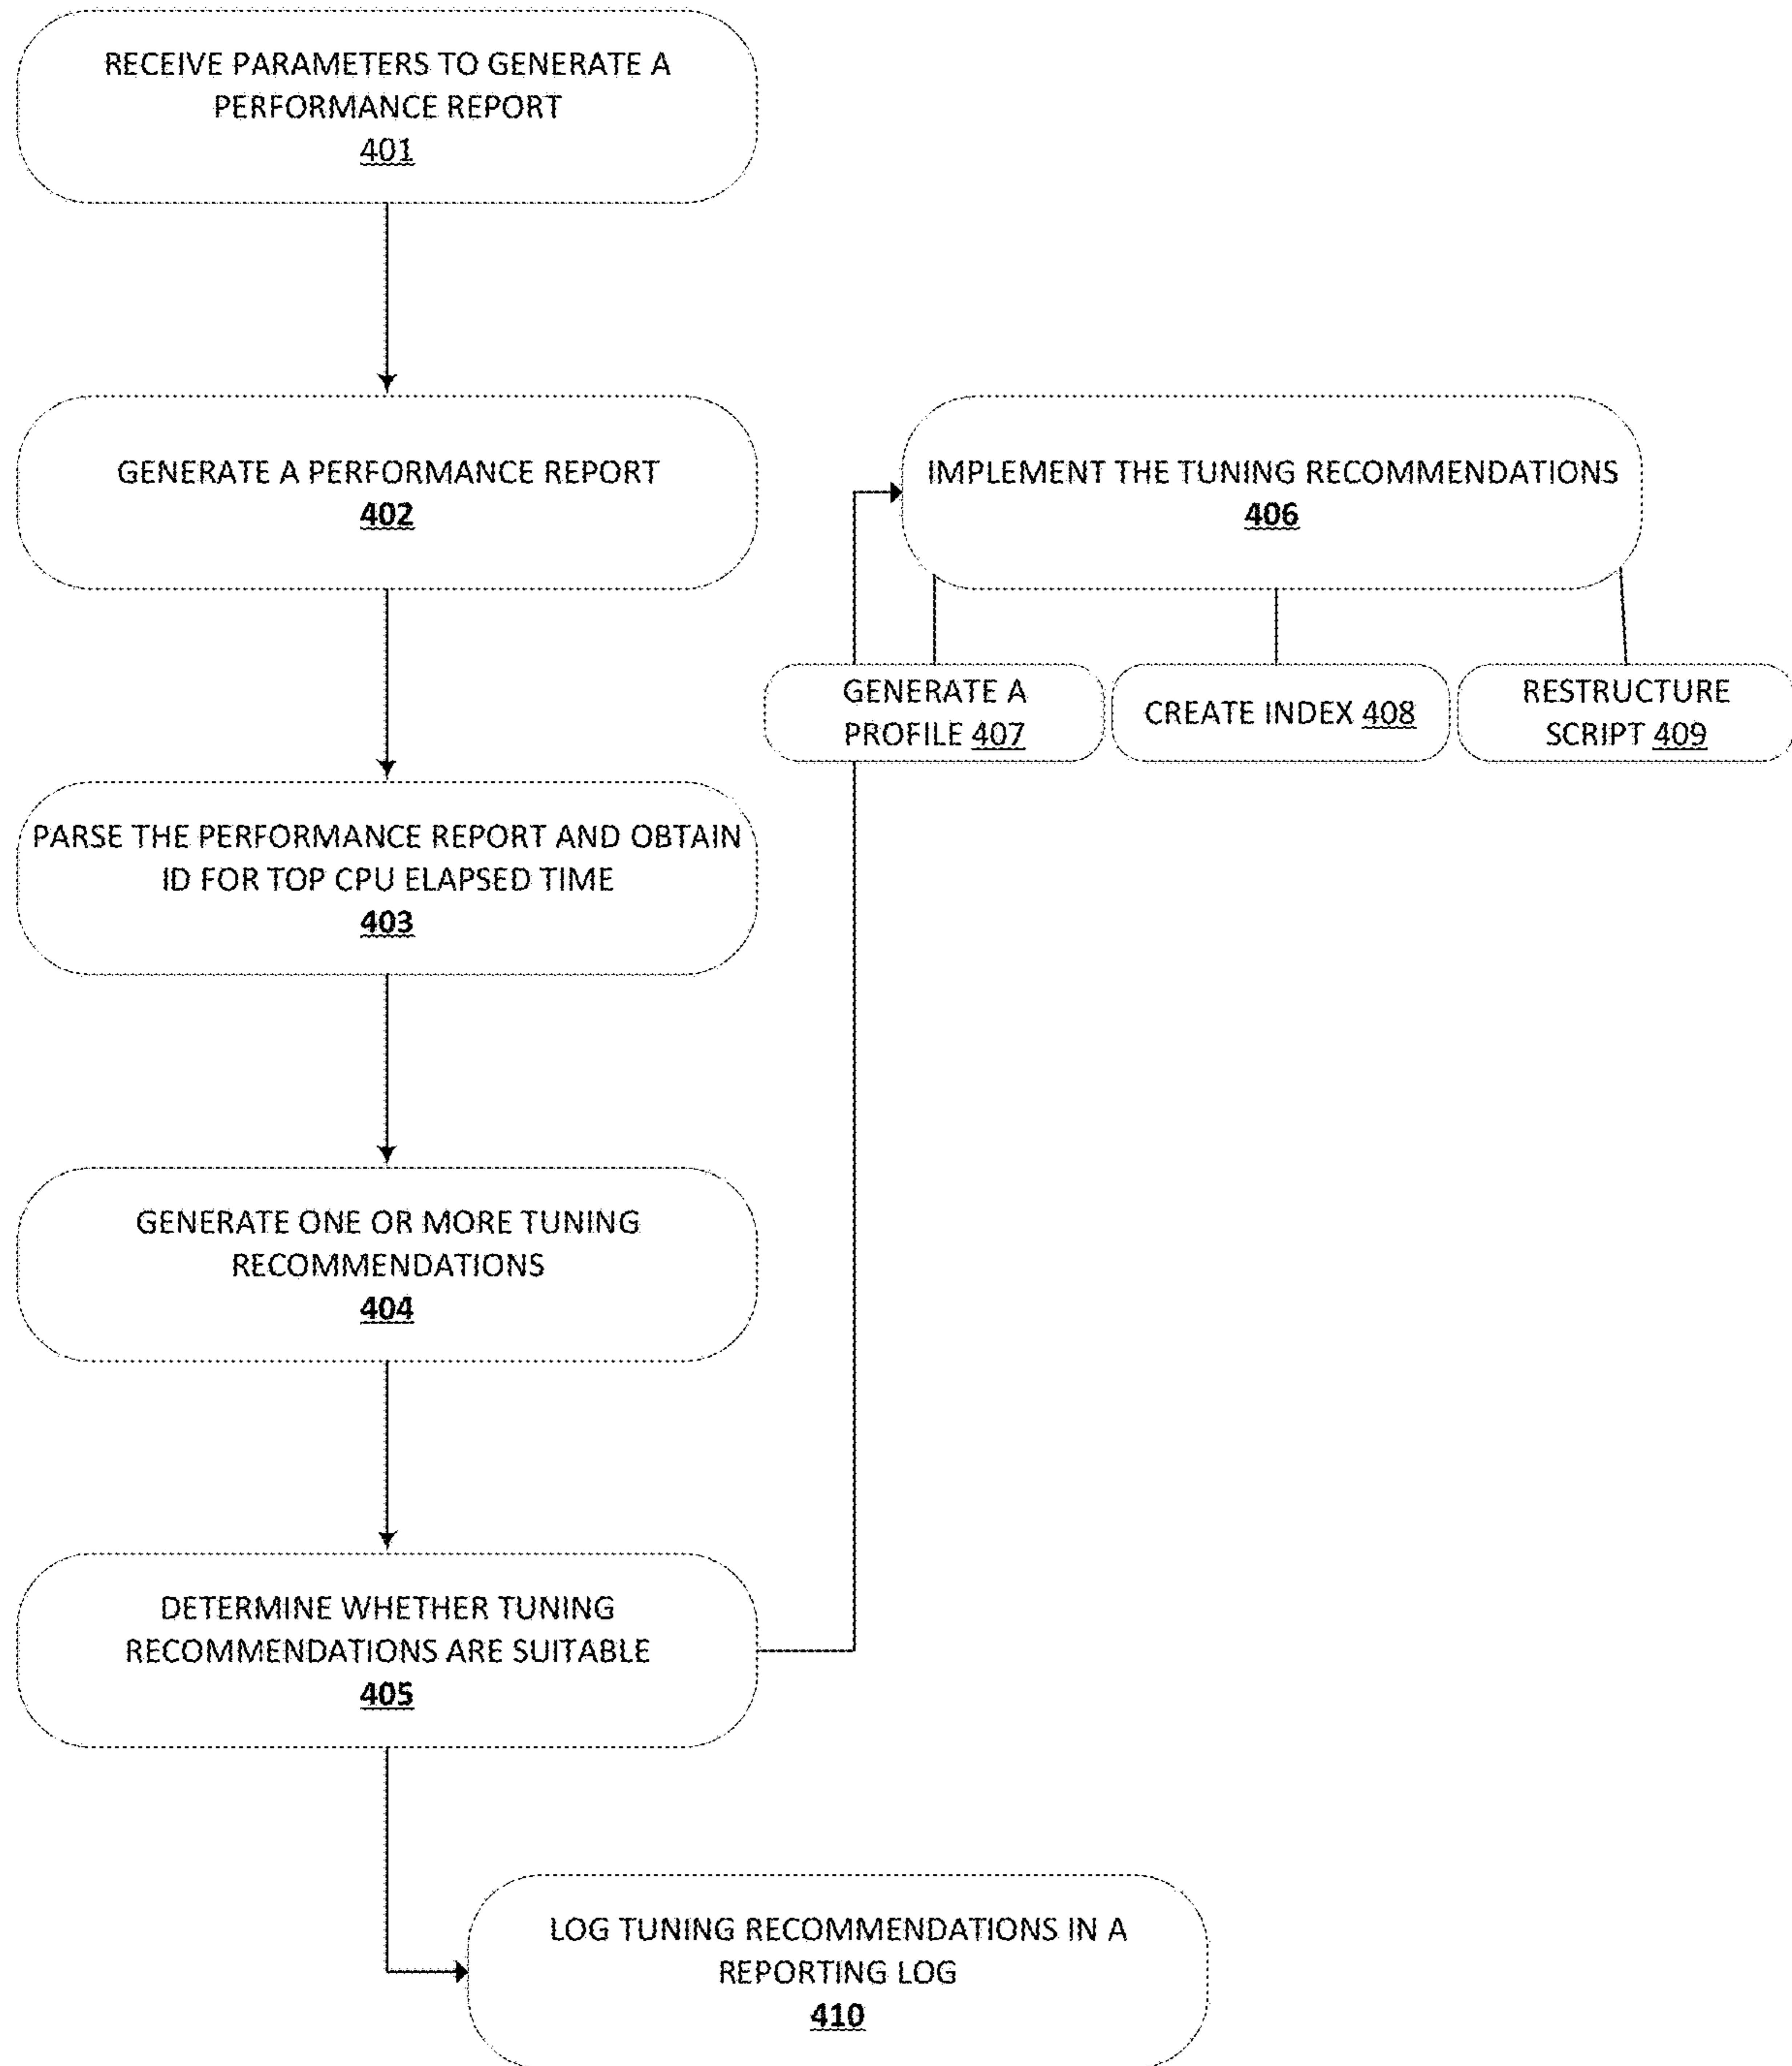 RECEIVE PARAMETERS TO GENERATE A
PERFORMANCE REPORT
401
GENERATE A PERFORMANCE REPORT
402
PARSE THE PERFORMANCE REPORT AND OBTAIN
ID FOR TOP CPU ELAPSED TIME
403
GENERATE ONE OR MORE TUNING
RECOMMENDATIONS
404
DETERMINE WHETHER TUNING
RECOMMENDATIONS ARE SUITABLE
405
IMPLEMENT THE TUNING RECOMMENDATIONS
406
GENERATE A
PROFILE 407
CREATE INDEX 408
RESTRUCTURE
SCRIPT 409
LOG TUNING RECOMMENDATIONS IN A
REPORTING LOG
410